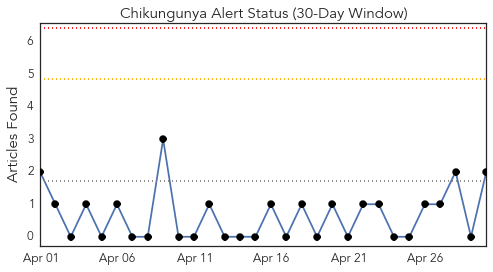 Chikungunya Alert Status (30-Day Window)
Articles Found
6
5
4
3
2
1
0
Apr 01 Apr 06 Apr 11 Apr 16 Apr 21 Apr 26